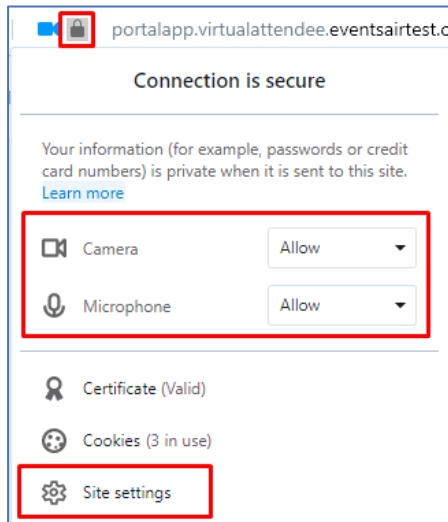 portalapp.virtualattendee.eventsairtest.c
Connection is secure
Your information (for example, passwords or credit
card numbers) is private when it is sent to this site.
Learn more
Camera Allow
Microphone Allow
Certificate (Valid)
Cookies (3 in use)
Site settings